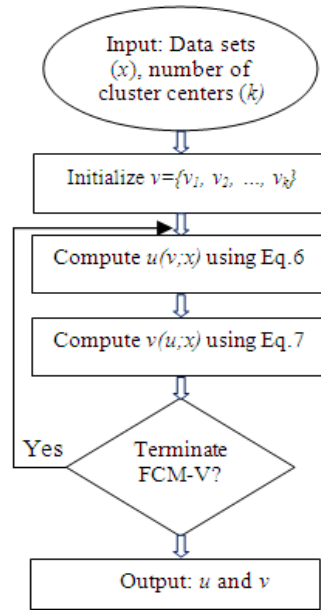 Input: Data sets
(x), number of
cluster centers (k)
Initialize v={v1, v2, ..., vk}
Compute u(v;x) using Eq.6
Compute v(u;x) using Eq.7
Yes
Terminate
FCM-V?
Output: u and v